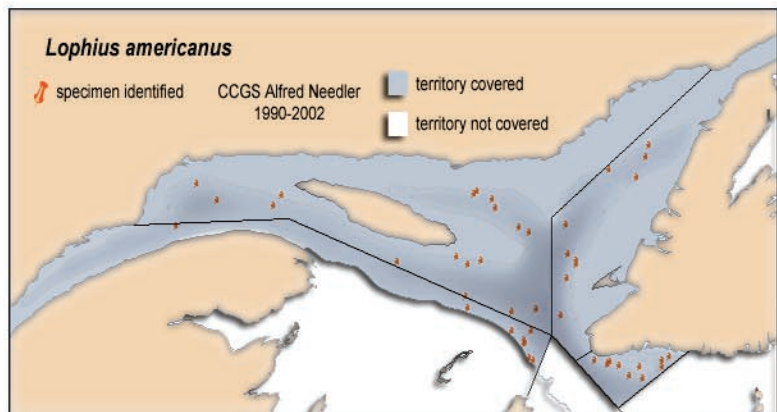 Lophius americanus
specimen identified
CCGS Alfred Needler
1990-2002
territory covered
territory not covered